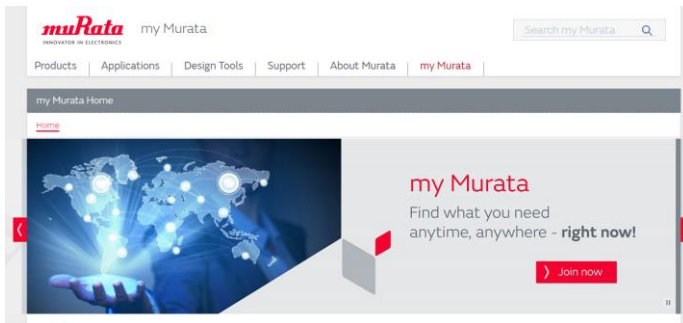 muRata my Murata Search my Murata
INNOVATOR IN ELECTRONICS
Products Applications Design Tools Support About Murata my Murata
my Murata Home
Home
my Murata
Find what you need
anytime, anywhere - right now!
Join now